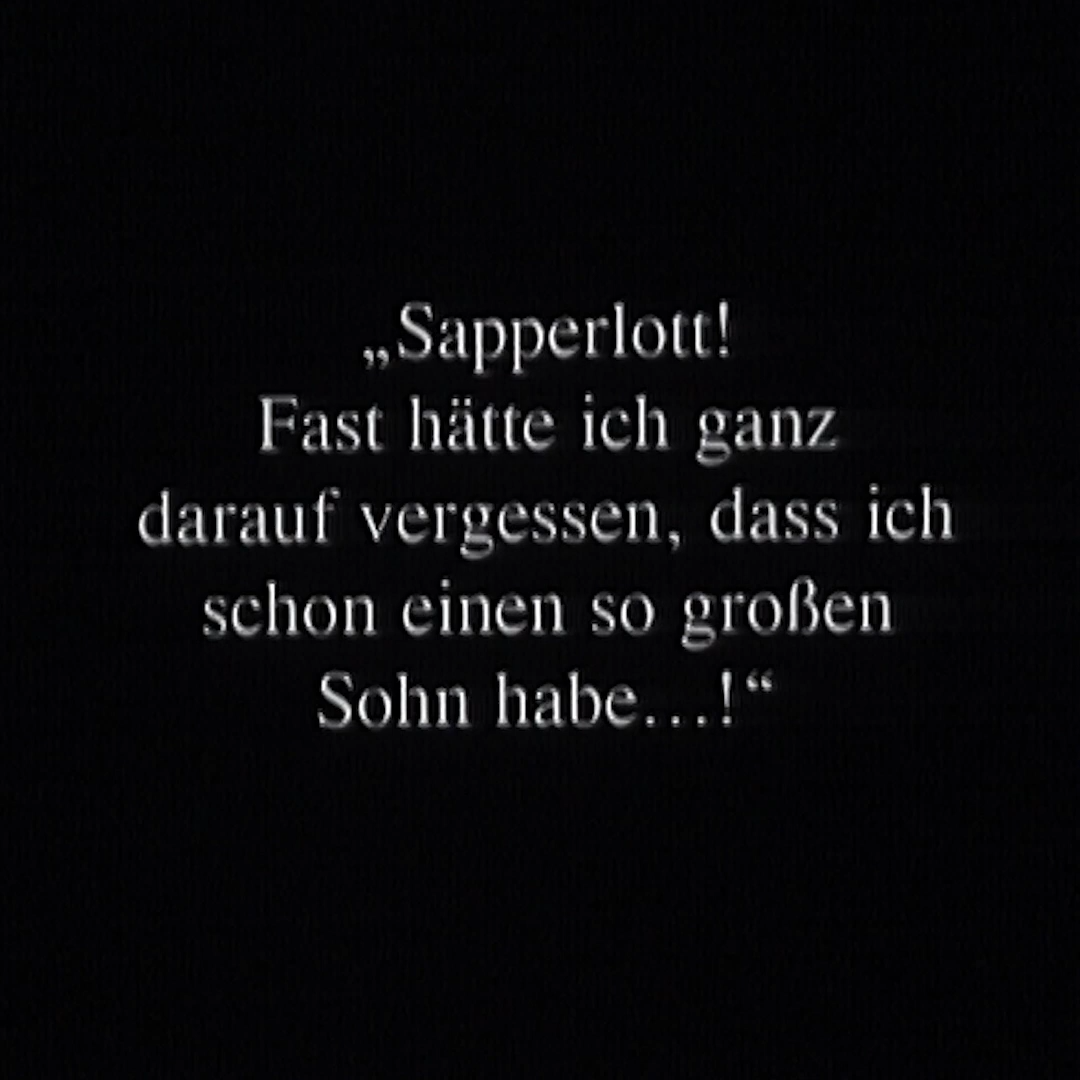 „Sapperlott!
Fast hätte ich ganz
darauf vergessen, dass ich
schon einen so großen
Sohn habe...!“